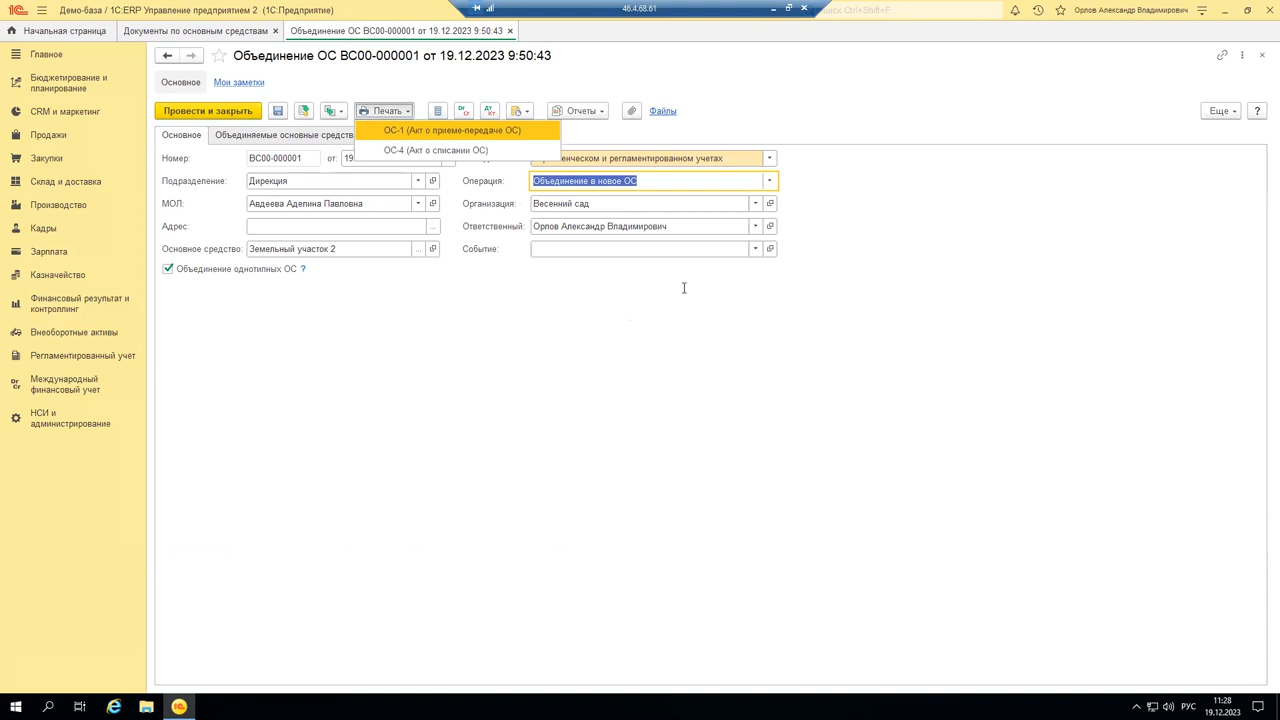 Демо-база / 1С:ERP Управление предприятием 2 (1С:Предприятие)
46.4.68.61
Ctrl+Shift+F
Орлов Александр Владимирович
Начальная страница
Документы по основным средствам ×
Объединение ОС ВС00-000001 от 19.12.2023 9:50:43 ×
Главное
Бюджетирование и
планирование
CRM и маркетинг
Продажи
Закупки
Склад и доставка
Производство
Кадры
Зарплата
Казначейство
Финансовый результат и
контроллинг
Внеоборотные активы
Регламентированный учет
Международный
финансовый учет
НСИ и
администрирование
Объединение ОС ВС00-000001 от 19.12.2023 9:50:43
Основное
Мои заметки
Провести и закрыть
Печать
Отчеты
Файлы
Еще
?
ОС-1 (Акт о приеме-передаче ОС)
ОС-4 (Акт о списании ОС)
Основное
Объединяемые основные средств
Номер: ВС00-000001 от: 19
регламентированном учетах
Подразделение: Дирекция
Операция: Объединение в новое ОС
МОЛ: Авдеева Аделина Павловна
Организация: Весенний сад
Адрес:
Ответственный: Орлов Александр Владимирович
Основное средство: Земельный участок 2
Событие:
Объединение однотипных ОС ?
РУС
11:28
19.12.2023